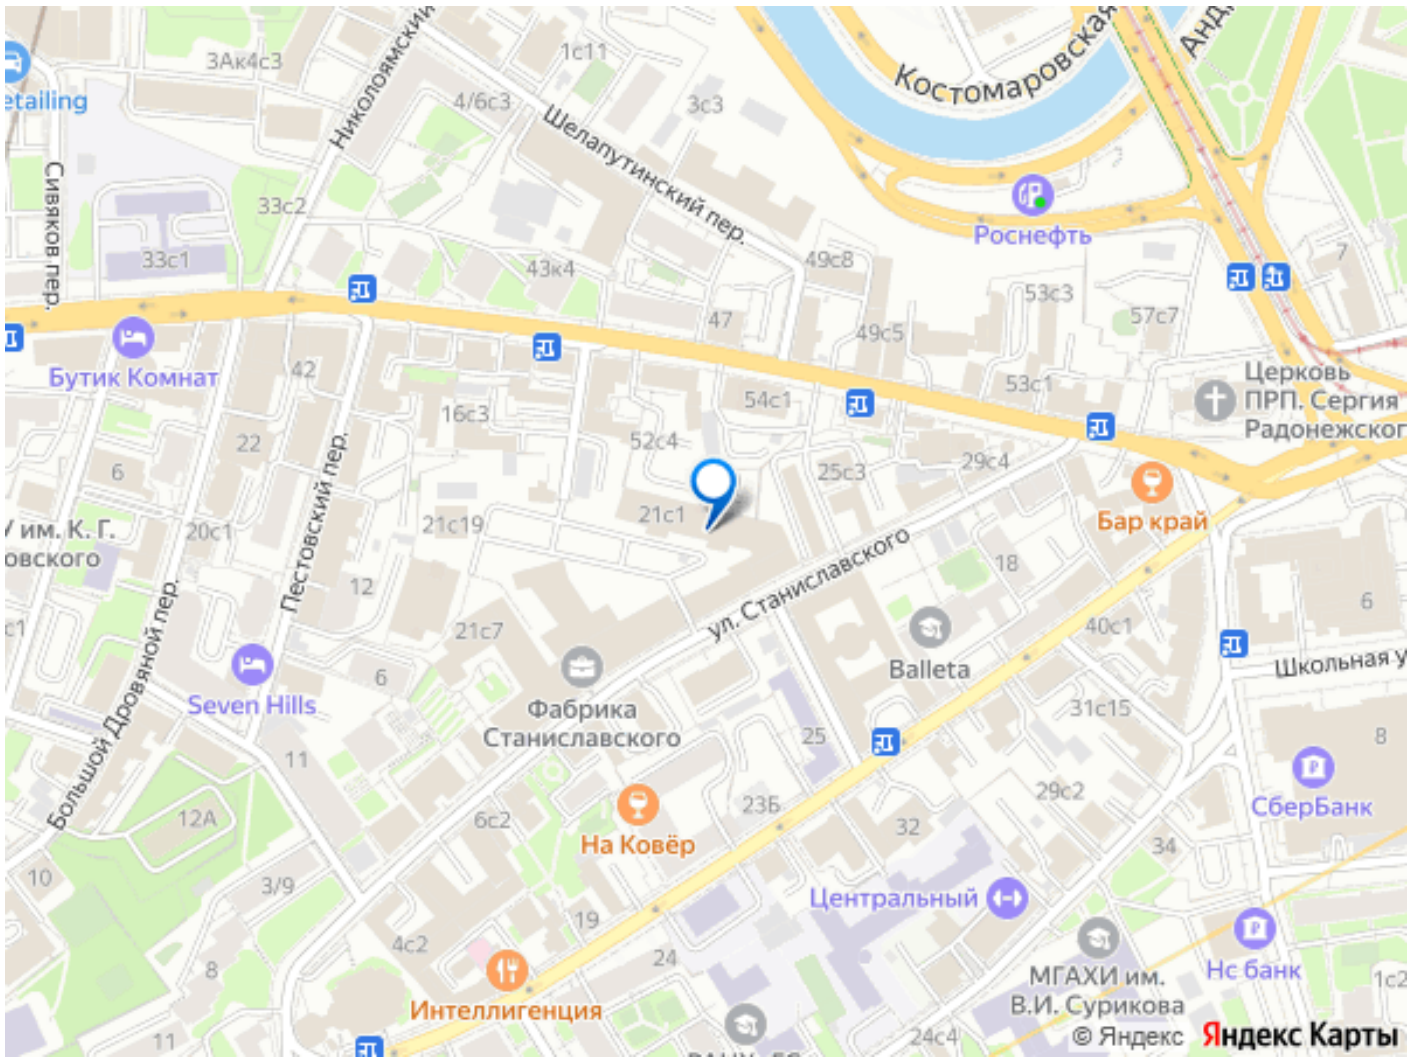 3Ак4с3
1с11
Костомаровская
etailing
4/6с3
3с3
Николоямский
Шелапутинский пер.
Сивяков пер.
33с2
Роснефть
33с1
43к4
49с8
7
53с3
57с7
47
49с5
Бутик Комнат
42
54с1
53с1
Церковь
ПРП. Сергия
Радонежског
16с3
52с4
22
25с3
29с4
6
21с1
21с19
Бар край
У им. К. Г.
овского
20с1
Пестовский пер.
ул. Станиславского
18
12
6
с1
21с7
40с1
Большой Дровяной пер.
Balleta
Школьная у
6
Seven Hills
Фабрика
Станиславского
31с15
25
8
11
29с2
СберБанк
12А
6с2
23Б
32
На Ковёр
34
10
3/9
Центральный
19
4с2
24
8
МГАХИ им.
В.И. Сурикова
Нс банк
1с2
Интеллигенция
11
24с4
© Яндекс
Яндекс Карты